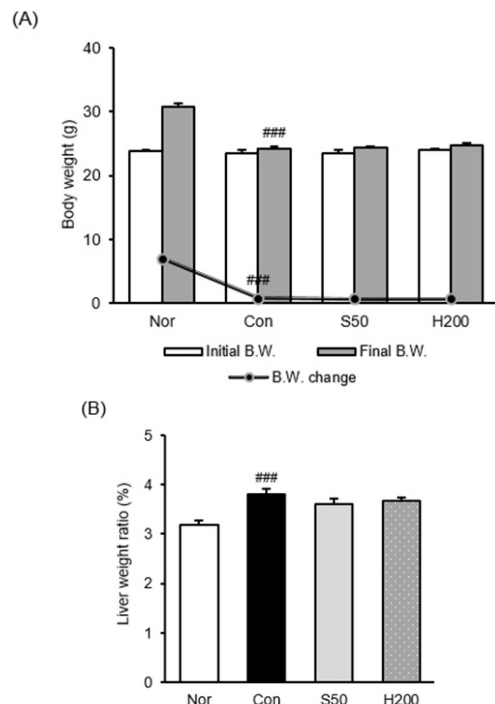 (A)
Body weight (g)
40
30
20
10
0
###
###
Nor Con S50 H200
Initial B.W. Final B.W.
B.W. change
(B)
Liver weight ratio (%)
5
4
3
2
1
0
###
Nor Con S50 H200